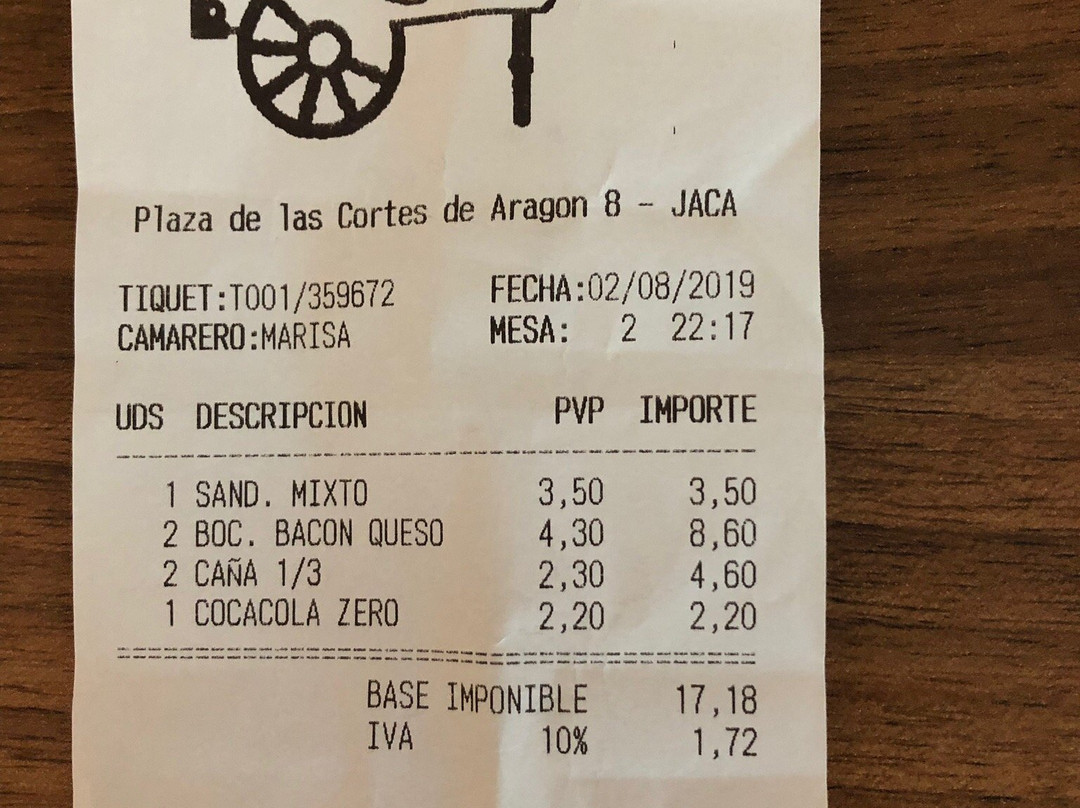 Plaza de las Cortes de Aragon 8 - JACA
TIQUET:T001/359672 FECHA:02/08/2019
CAMARERO:MARISA MESA: 2 22:17
UDS DESCRIPCION PVP IMPORTE
1 SAND. MIXTO 3,50 3,50
2 BOC. BACON QUESO 4,30 8,60
2 CAÑA 1/3 2,30 4,60
1 COCACOLA ZERO 2,20 2,20
BASE IMPONIBLE 17,18
IVA 10% 1,72